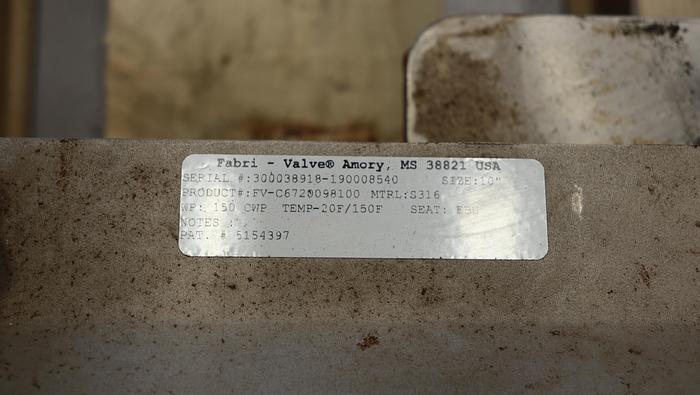 Fabri - Valve® Amory, MS 38821 USA
SERIAL #:300038918-190008540 SIZE:10"
PRODUCT#:FV-C6720098100 MTRL:S316
WP: 150 CWP TEMP-20F/150F SEAT:
NOTES :
PAT. # 5154397